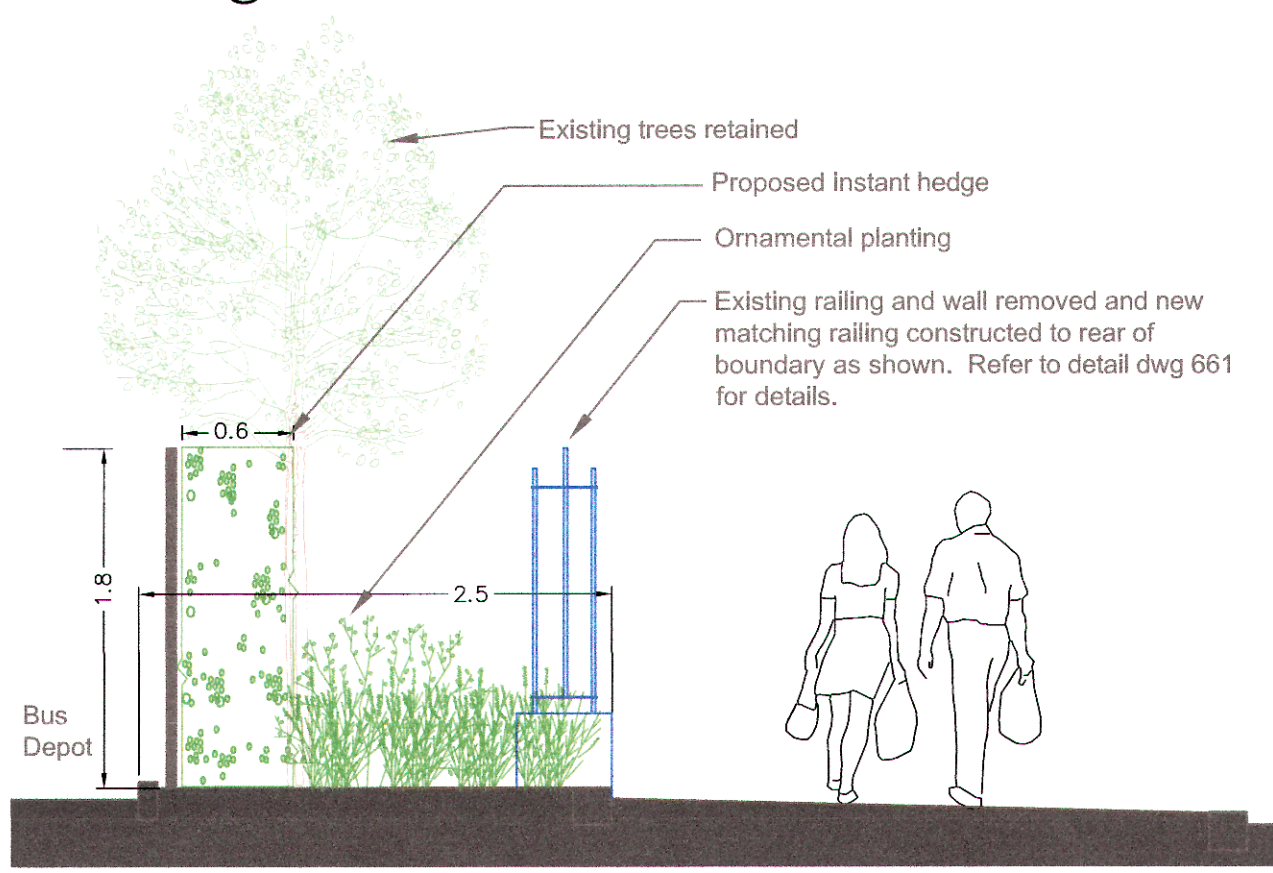 Existing trees retained
Proposed instant hedge
Ornamental planting
Existing railing and wall removed and new
matching railing constructed to rear of
boundary as shown.  Refer to detail dwg 661
for details.
0.6
1.8
2.5
Bus
Depot